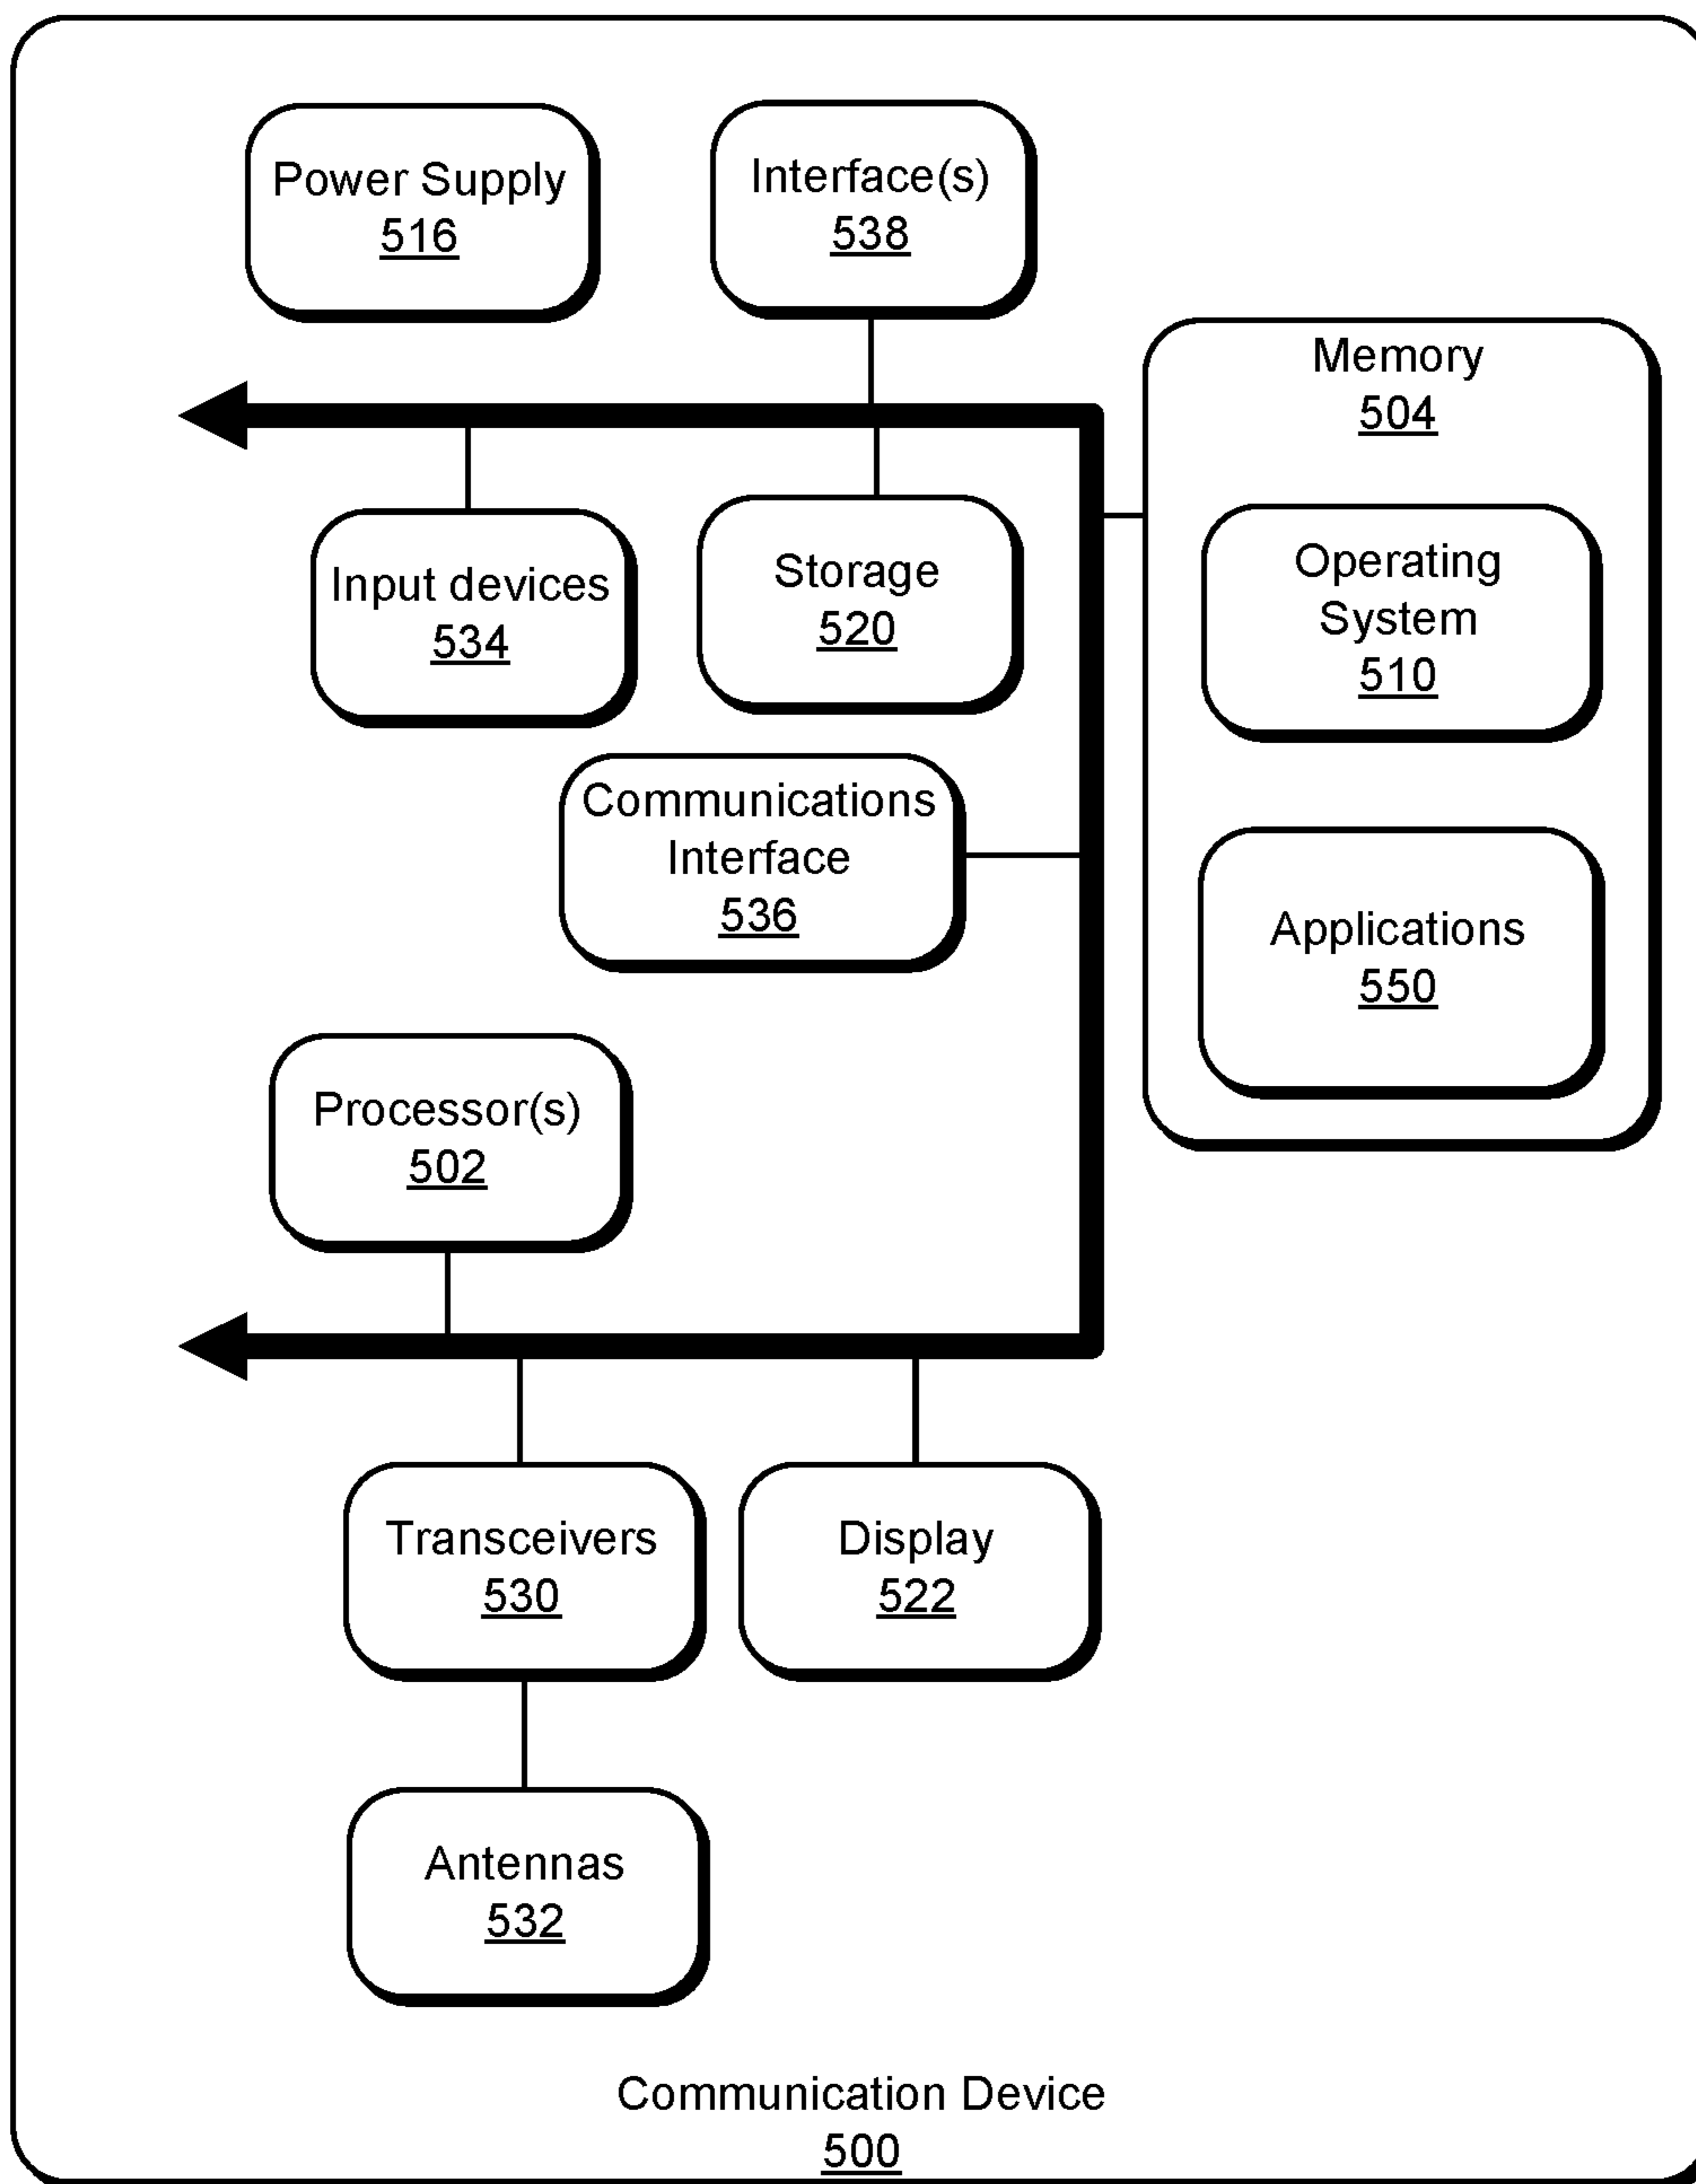 Power Supply
516
Interface(s)
538
Memory
504
Input devices
534
Storage
520
Operating
System
510
Communications
Interface
536
Applications
550
Processor(s)
502
Transceivers
530
Display
522
Antennas
532
Communication Device
500